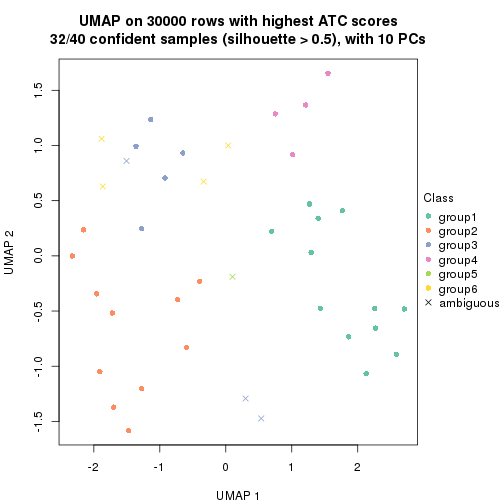 UMAP on 30000 rows with highest ATC scores
32/40 confident samples (silhouette > 0.5), with 10 PCs
1.5
1.0
0.5
0.0
-0.5
-1.0
-1.5
UMAP 2
-2
-1
0
1
2
UMAP 1
Class
group1
group2
group3
group4
group5
group6
ambiguous